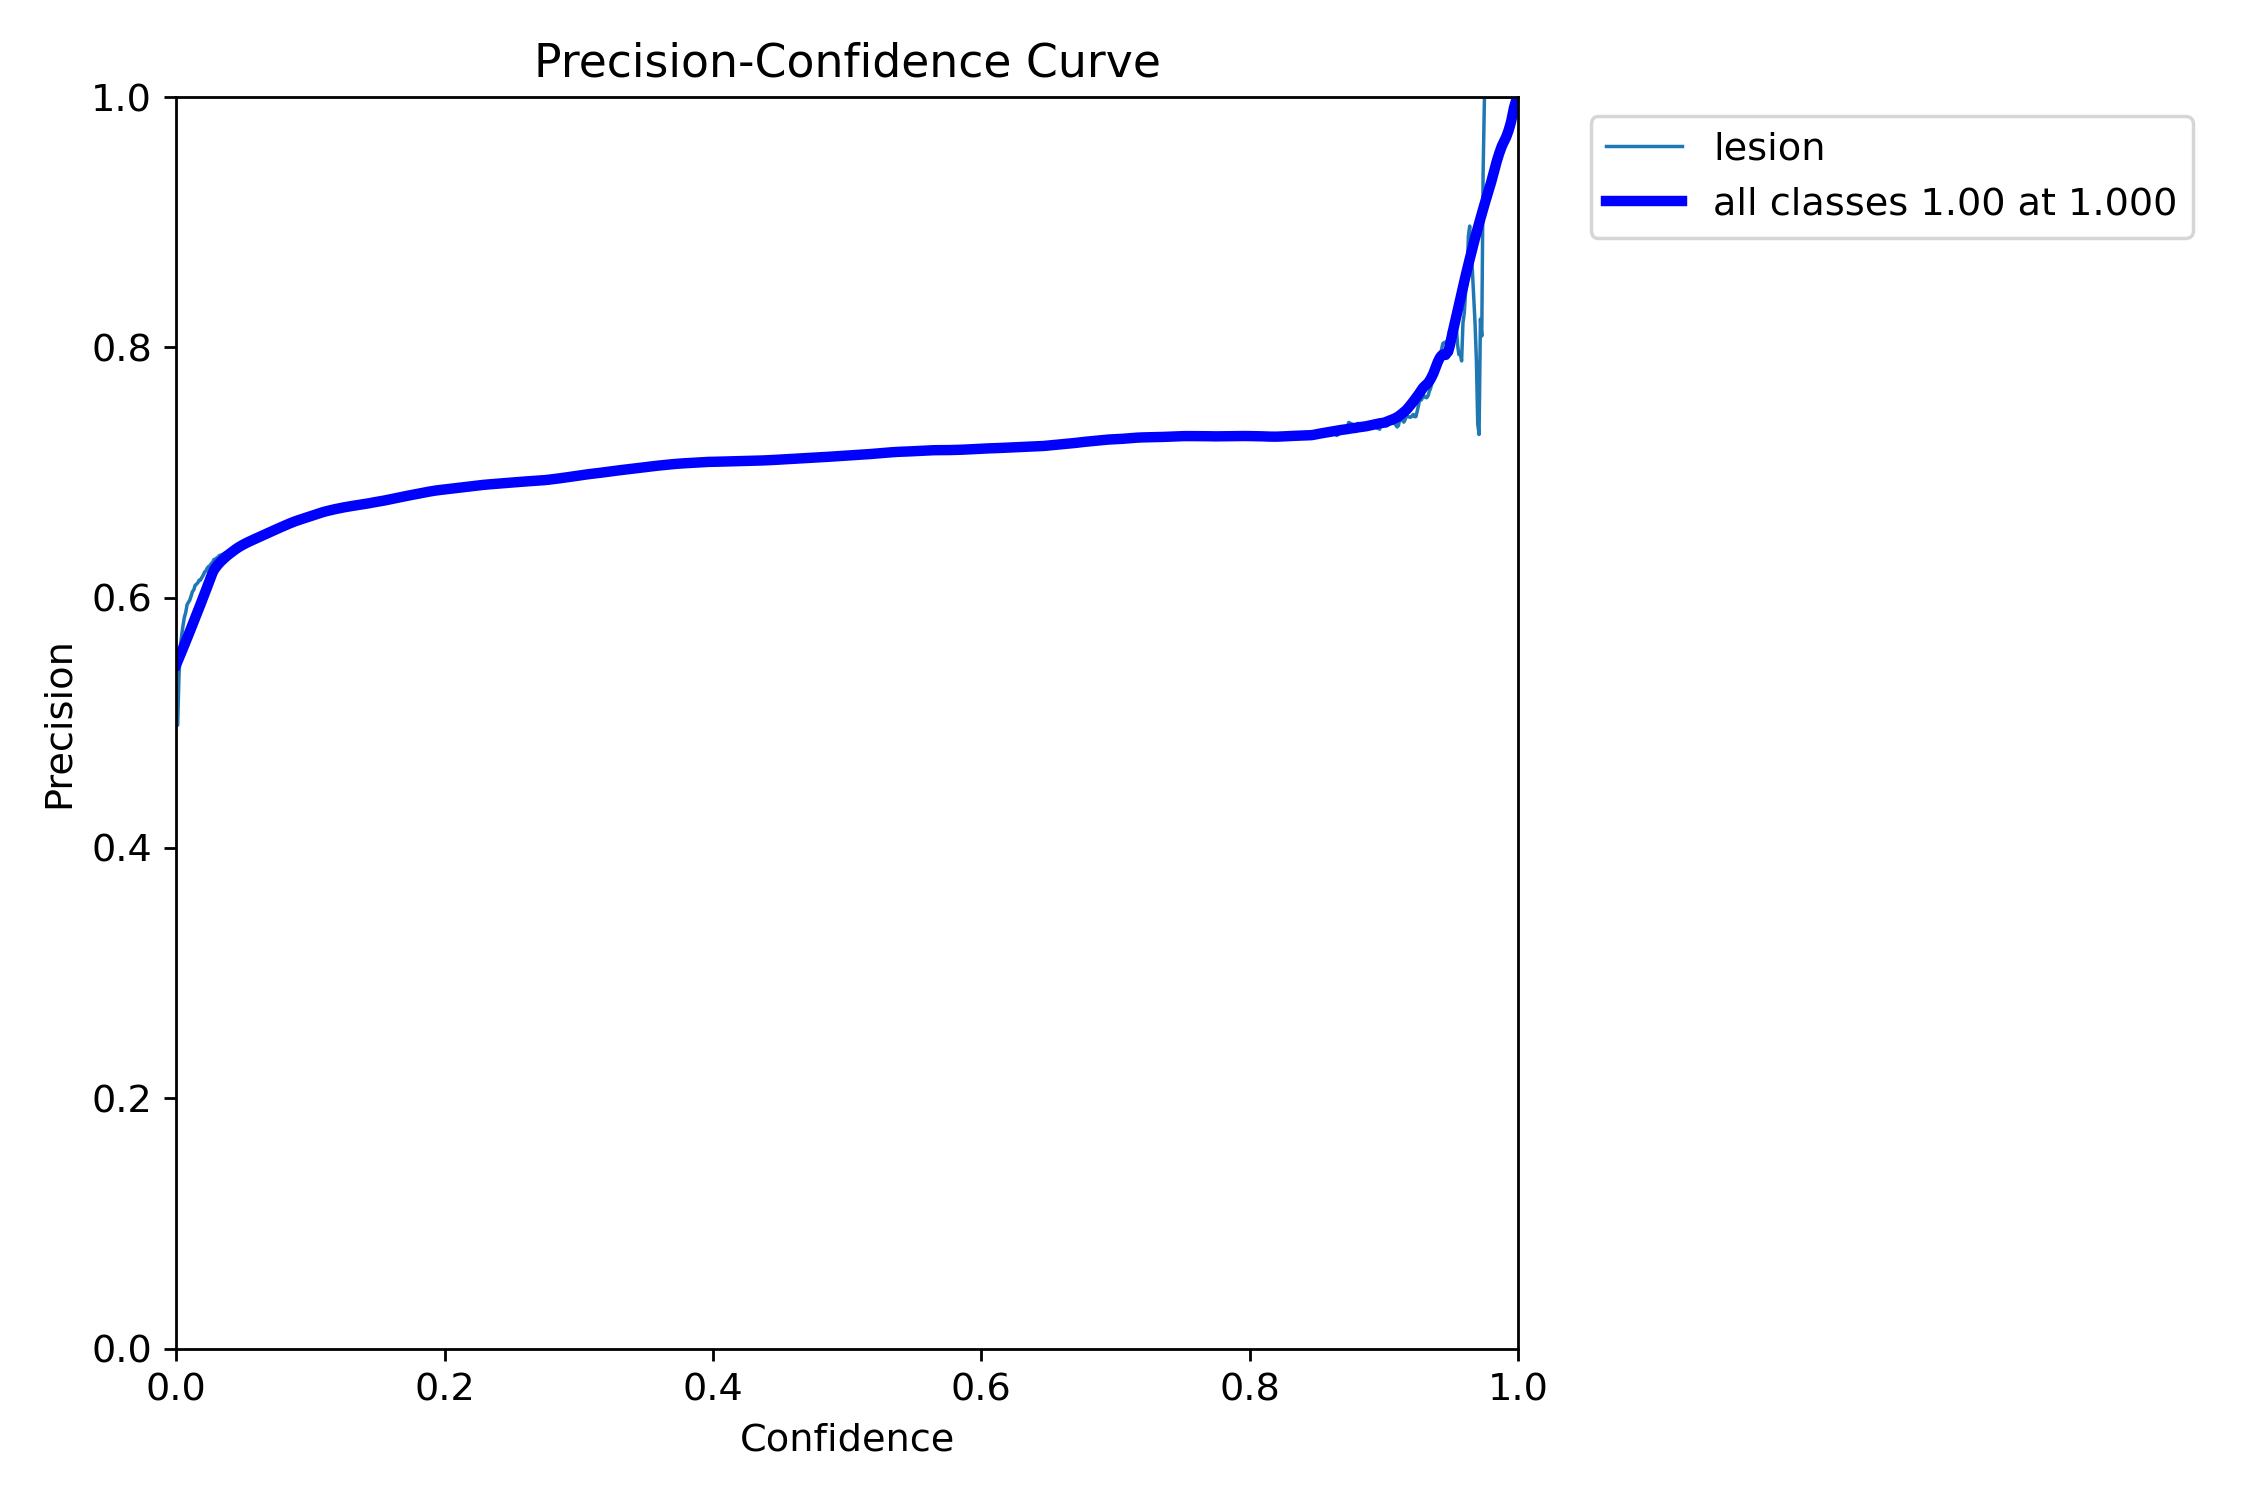 Precision-Confidence Curve
1.0
0.8
0.6
0.4
0.2
0.0
Precision
0.0 0.2 0.4 0.6 0.8 1.0
Confidence
lesion
all classes 1.00 at 1.000